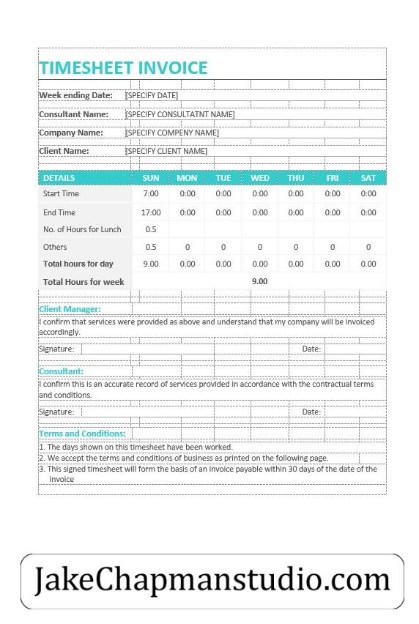 TIMESHEET INVOICE
Week ending Date: [SPECIFY DATE]
Consultant Name: [SPECIFY CONSULTATNT NAME]
Company Name: [SPECIFY COMPENY NAME]
Client Name: [SPECIFY CLIENT NAME]
DETAILS SUN MON TUE WED THU FRI SAT
Start Time 7:00 0:00 0:00 0:00 0:00 0:00 0:00
End Time 17:00 0:00 0:00 0:00 0:00 0:00 0:00
No. of Hours for Lunch 0.5
Others 0.5 0 0 0 0 0 0
Total hours for day 9.00 0.00 0.00 0.00 0.00 0.00 0.00
Total Hours for week 9.00
Client Manager:
I confirm that services were provided as above and understand that my company will be invoiced
accordingly.
Signature: Date:
Consultant:
I confirm this is an accurate record of services provided in accordance with the contractual terms
and conditions.
Signature: Date:
Terms and Conditions:
1. The days shown on this timesheet have been worked.
2. We accept the terms and conditions of business as printed on the following page.
3. This signed timesheet will form the basis of an invoice payable within 30 days of the date of the
invoice
JakeChapmanstudio.com